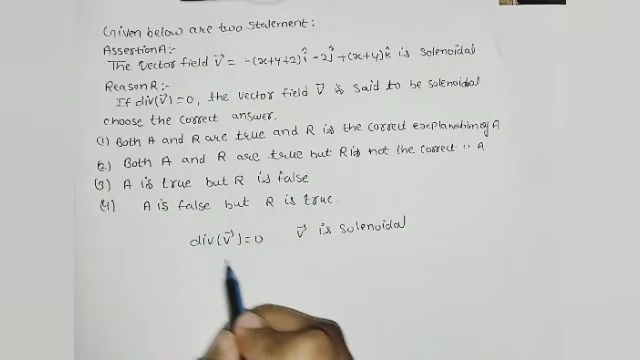 Given below are two statement:
Assertion A:-
The vector field V⃗ = -(x+y+2)î -2ĵ +(x+y)k̂ is solenoidal
Reason R:-
If div(V⃗)=0, the vector field V⃗ is said to be solenoidal
choose the correct answer.
(1) Both A and R are true and R is the correct explanation of A
(2) Both A and R are true but R is not the correct " A
(3) A is true but R is false
(4) A is false but R is true.
div(V⃗)=0 V⃗ is solenoidal